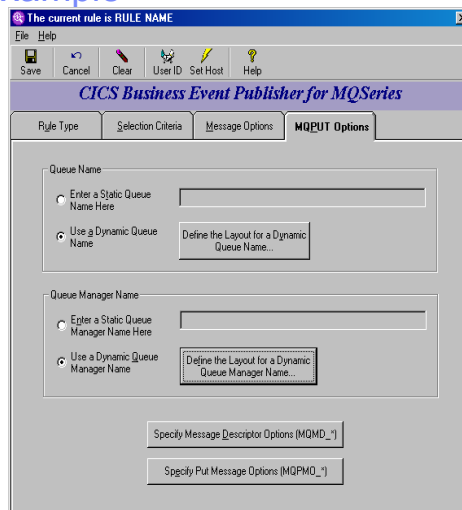 The current rule is RULE NAME
File Help
Save Cancel Clear User ID Set Host Help
CICS Business Event Publisher for MQSeries
Rule Type Selection Criteria Message Options MQPUT Options
Queue Name
Enter a Static Queue
Name Here
Use a Dynamic Queue
Name
Define the Layout for a Dynamic
Queue Name...
Queue Manager Name
Enter a Static Queue
Manager Name Here
Use a Dynamic Queue
Manager Name
Define the Layout for a Dynamic
Queue Manager Name...
Specify Message Descriptor Options (MQMD_*)
Specify Put Message Options (MQPMO_*)